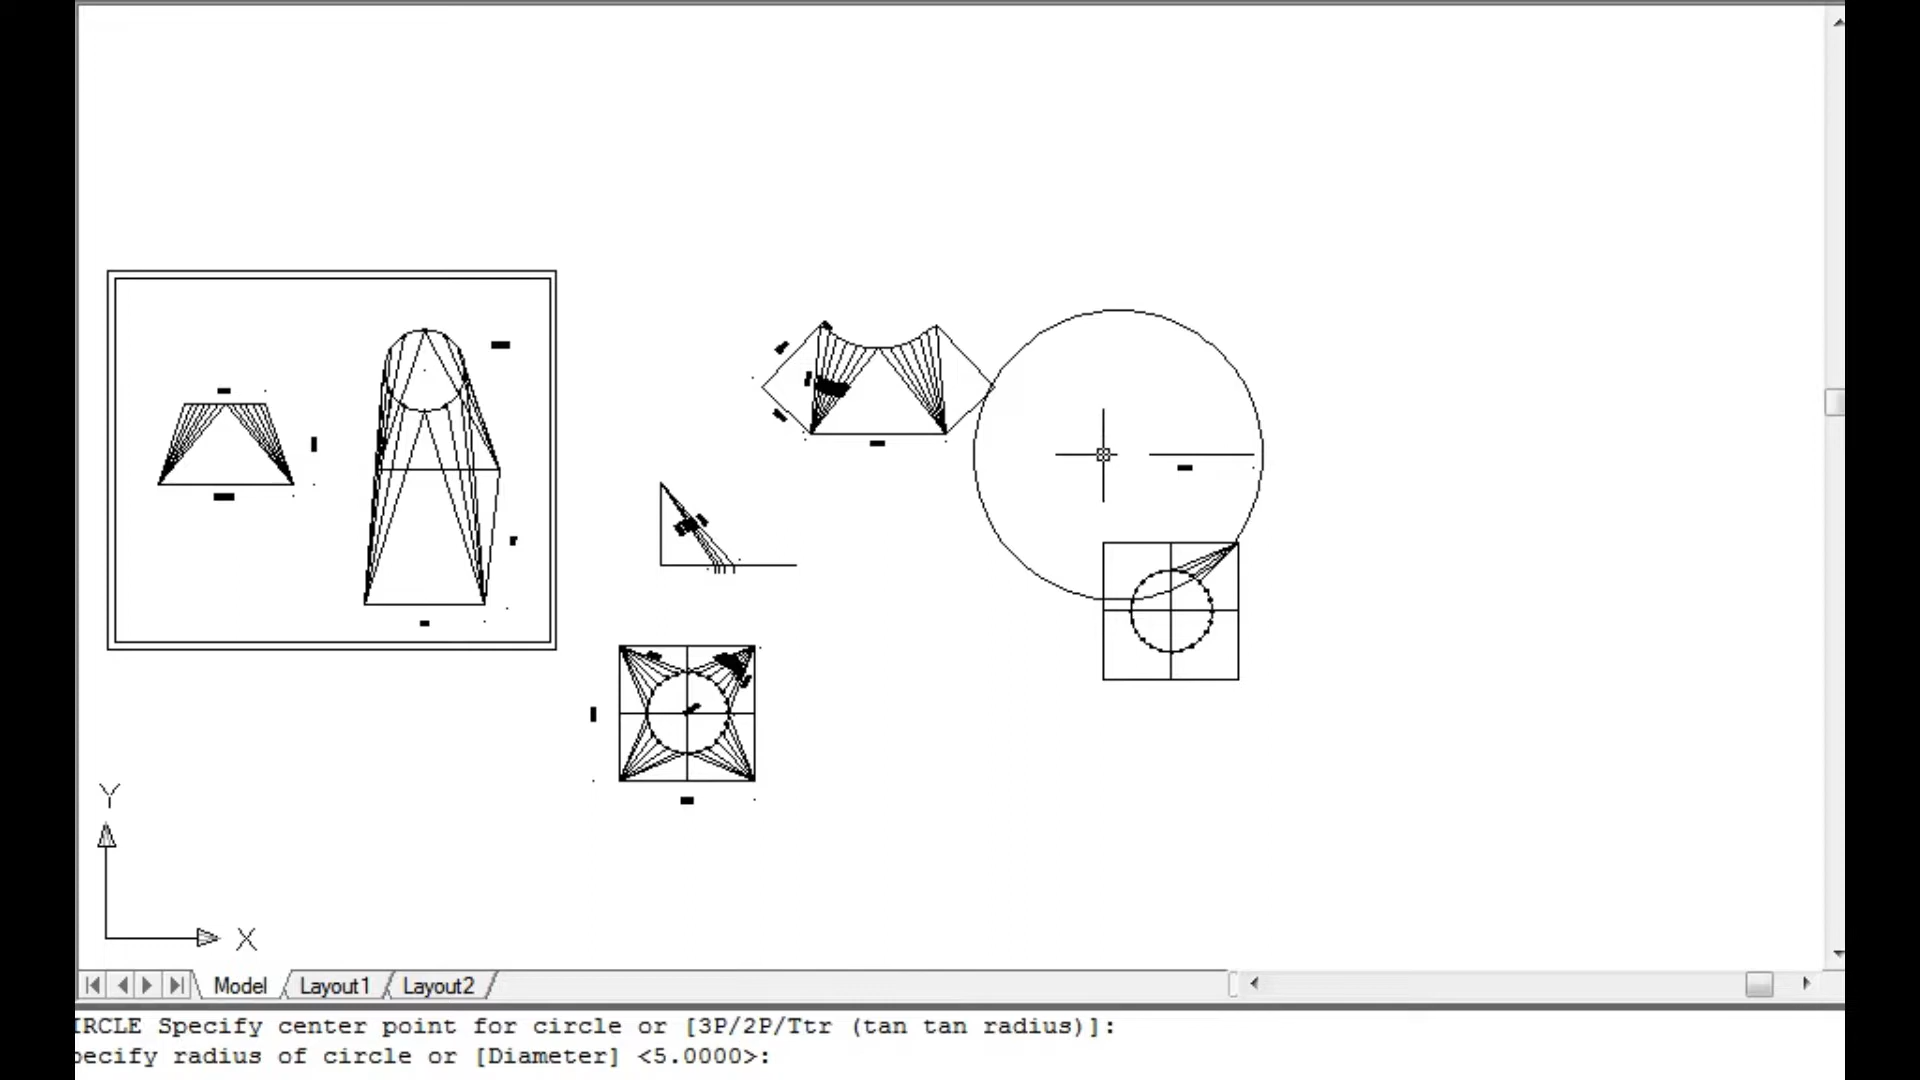 Y
X
Model
Layout1
Layout2
IRCLE Specify center point for circle or [3P/2P/Ttr (tan tan radius)]:
pecify radius of circle or [Diameter] <5.0000>: